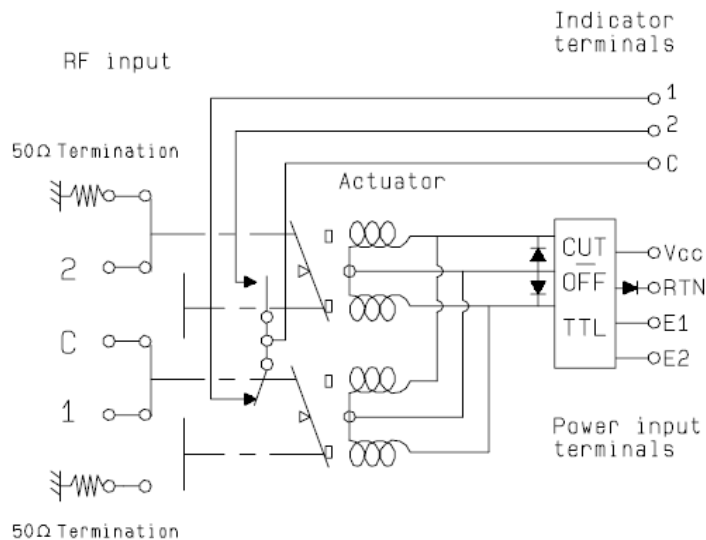 Indicator
terminals
RF input
1
2
C
50Ω Termination
Actuator
2
C
1
CUT
OFF
TTL
Vcc
RTN
E1
E2
Power input
terminals
50Ω Termination